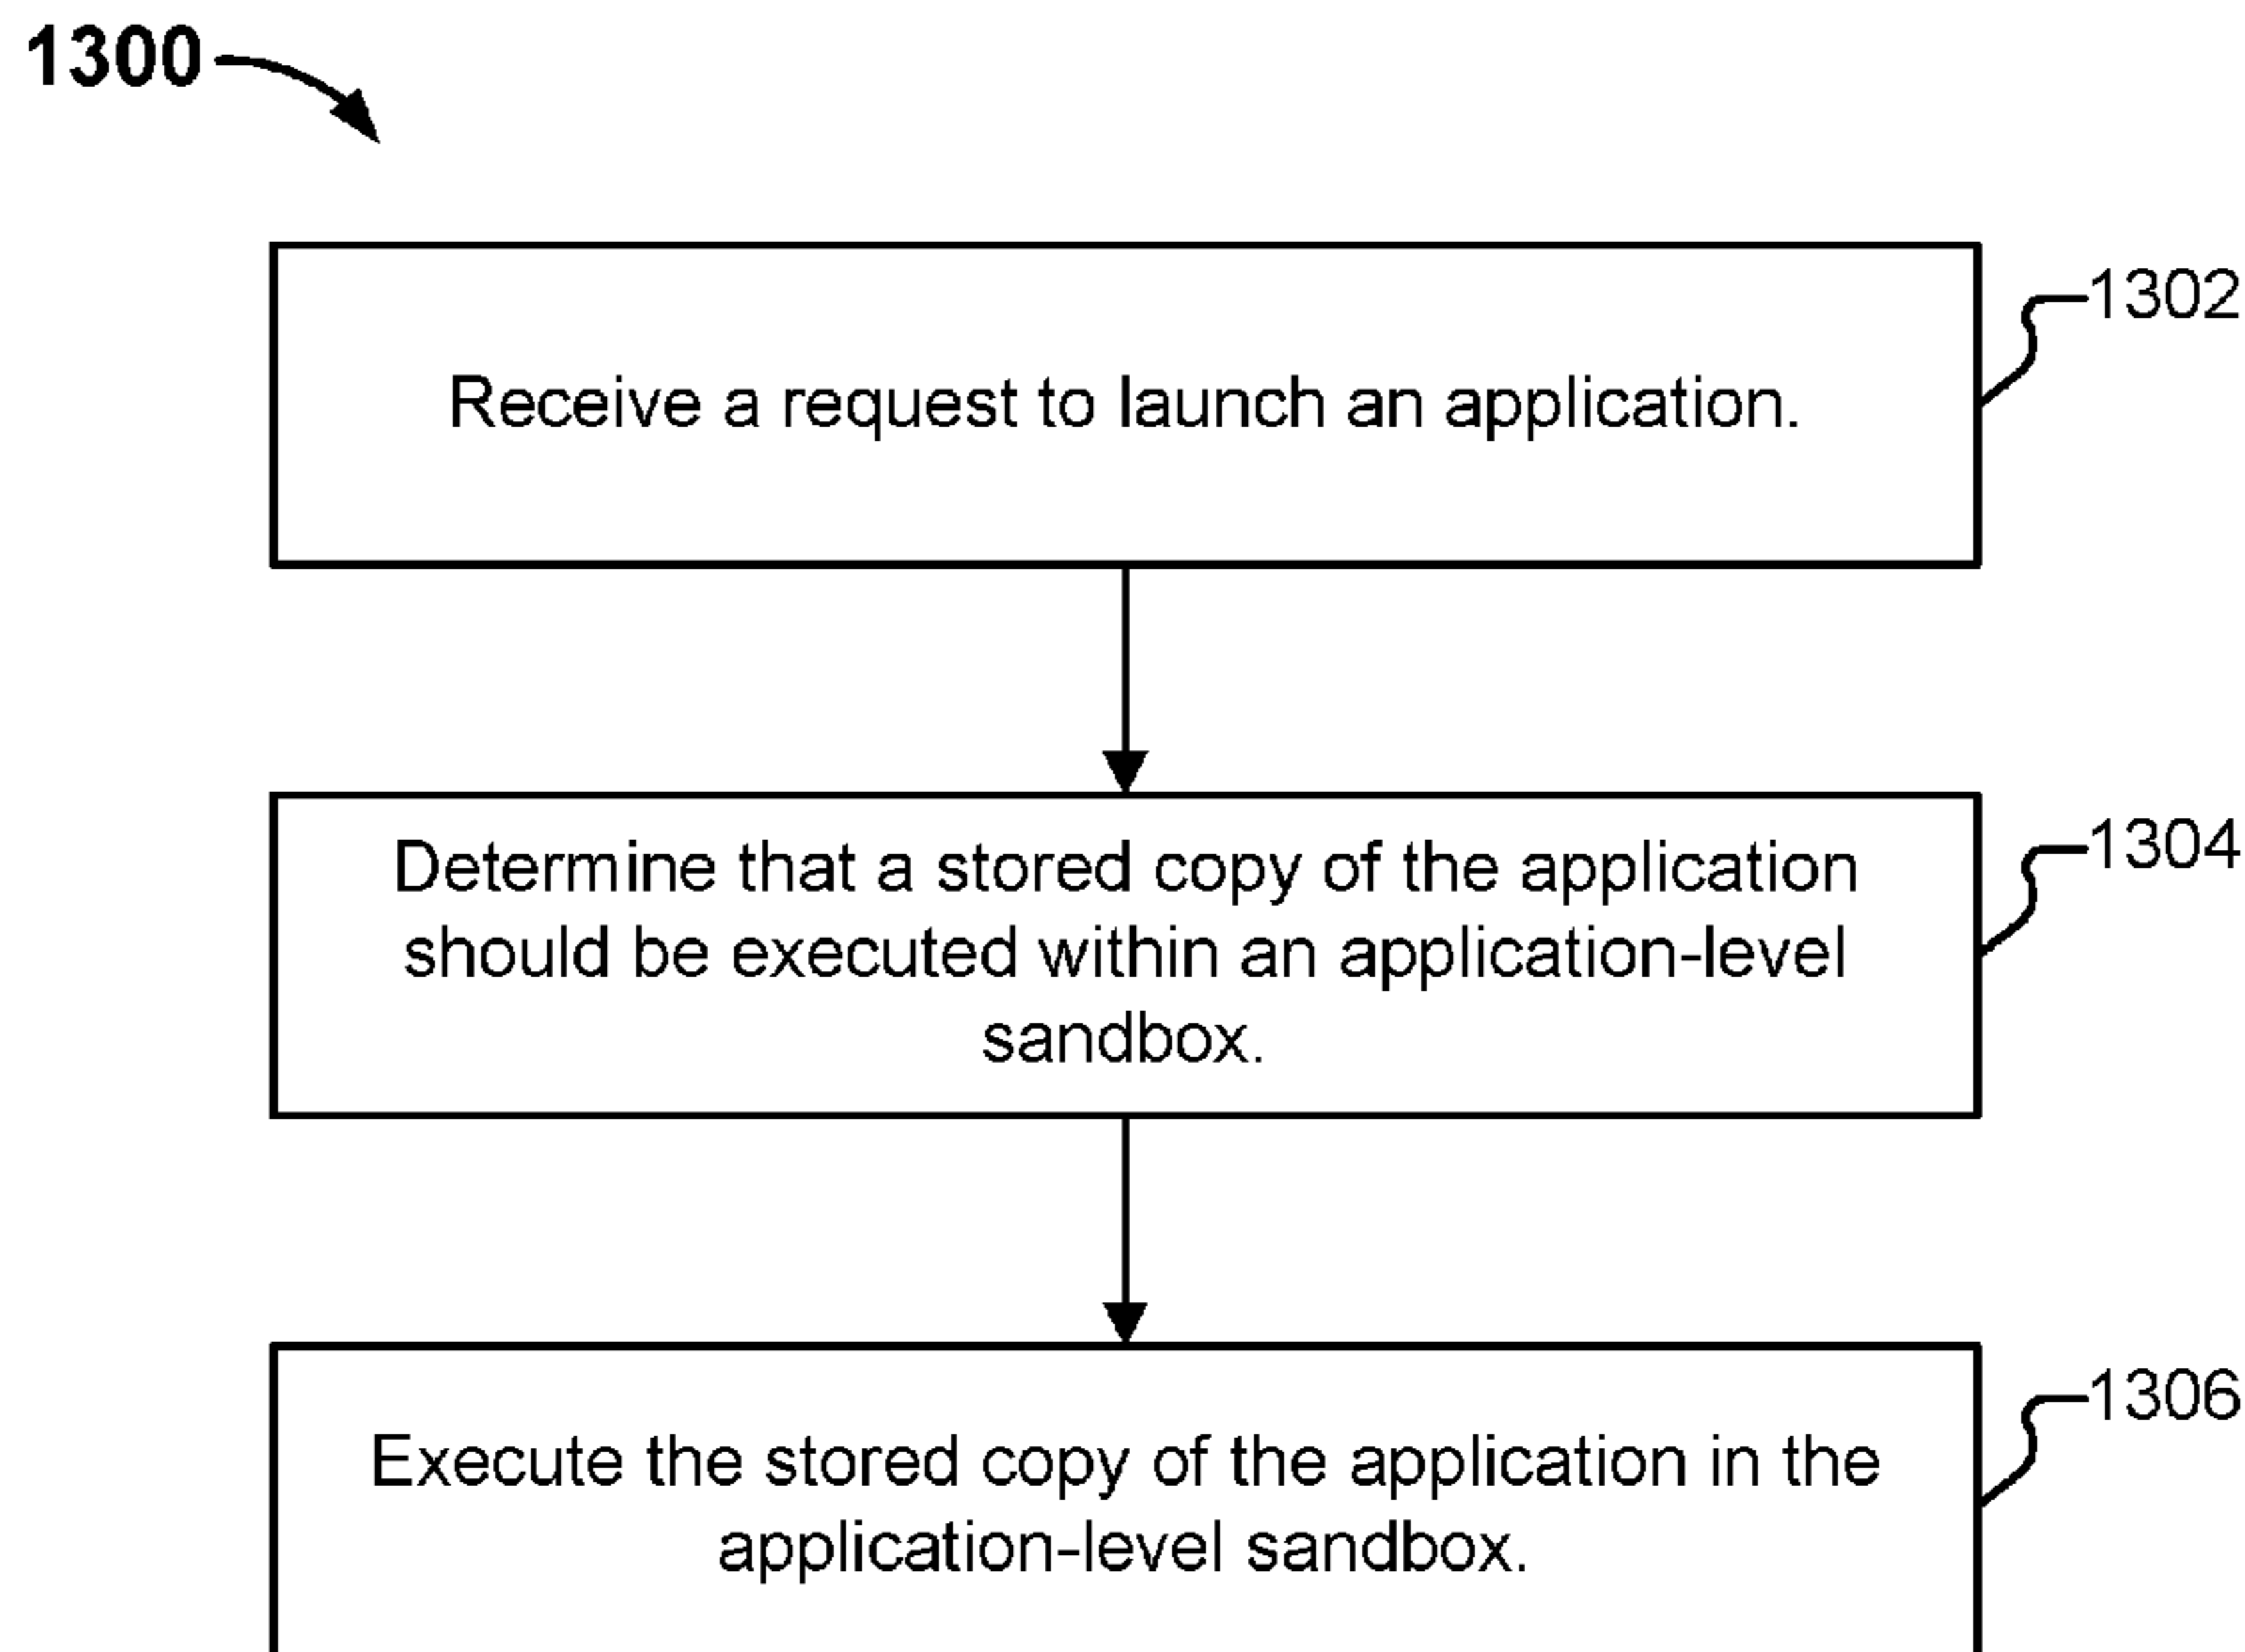 1300
1302
Receive a request to launch an application.
1304
Determine that a stored copy of the application
should be executed within an application-level
sandbox.
1306
Execute the stored copy of the application in the
application-level sandbox.